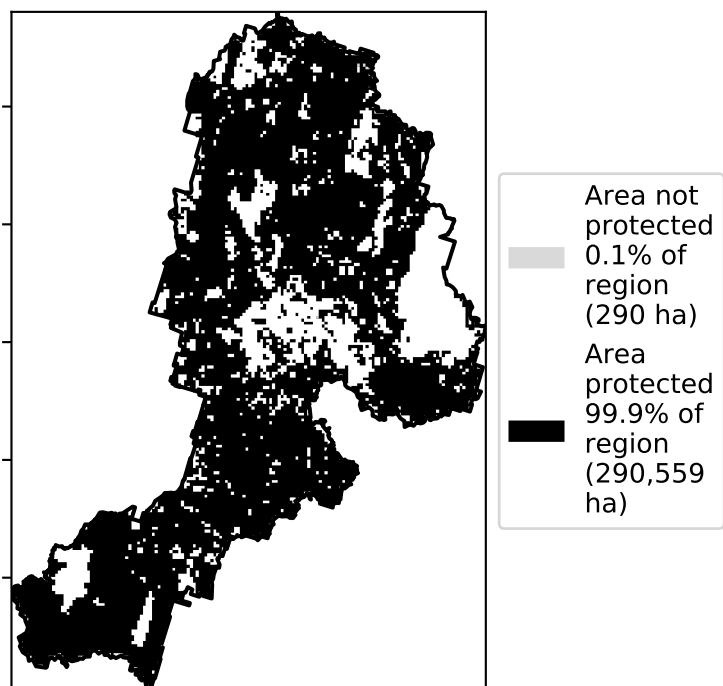 Area not
protected
0.1% of
region
(290 ha)
Area
protected
99.9% of
region
(290,559
ha)